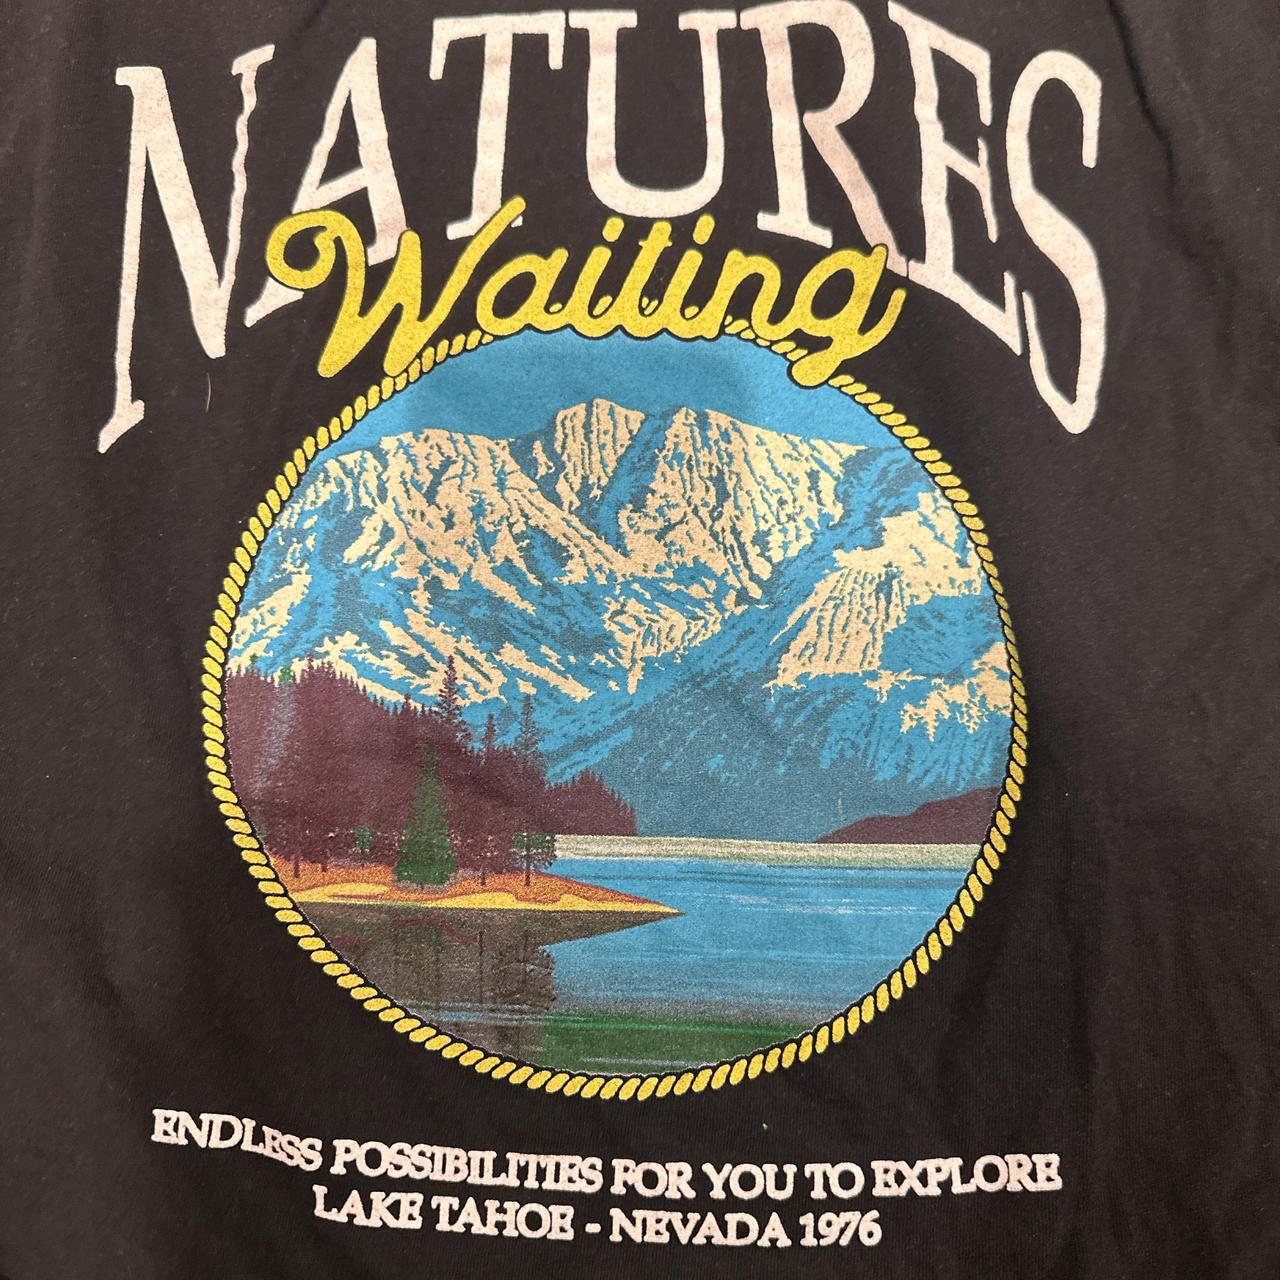 NATURES
Waiting
ENDLESS POSSIBILITIES FOR YOU TO EXPLORE
LAKE TAHOE - NEVADA 1976